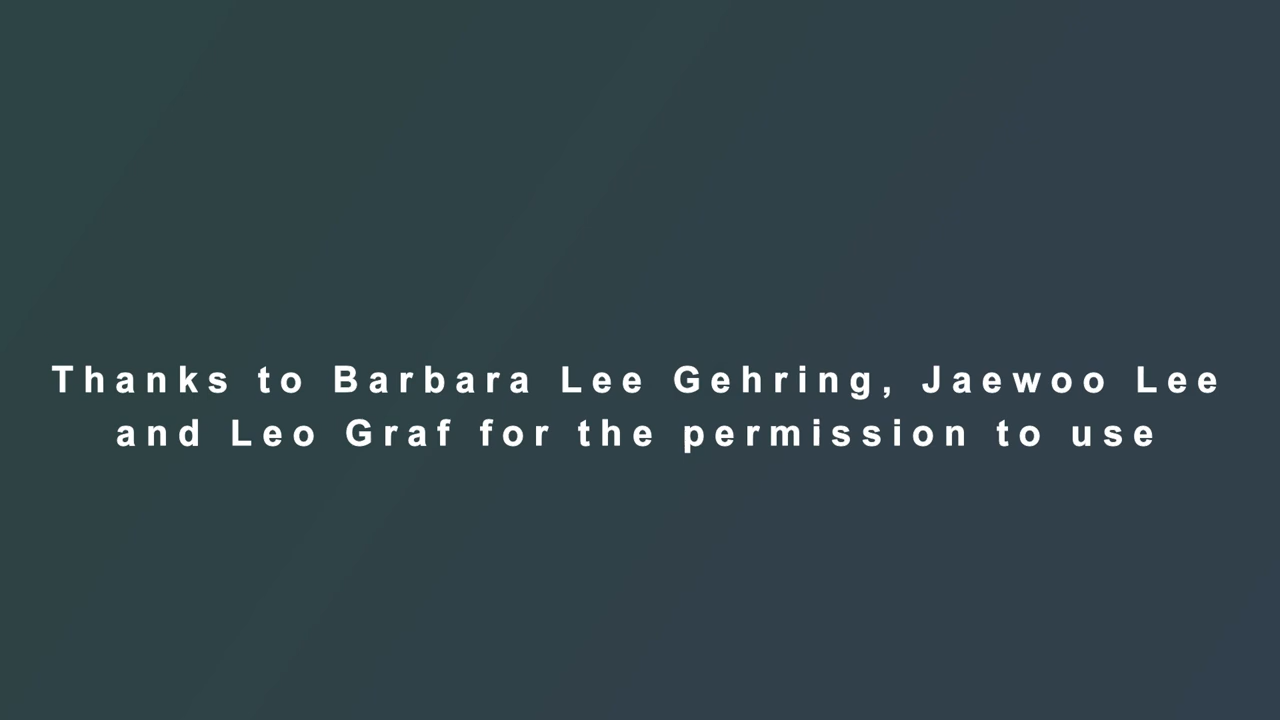 Thanks to Barbara Lee Gehring, Jaewoo Lee
and Leo Graf for the permission to use